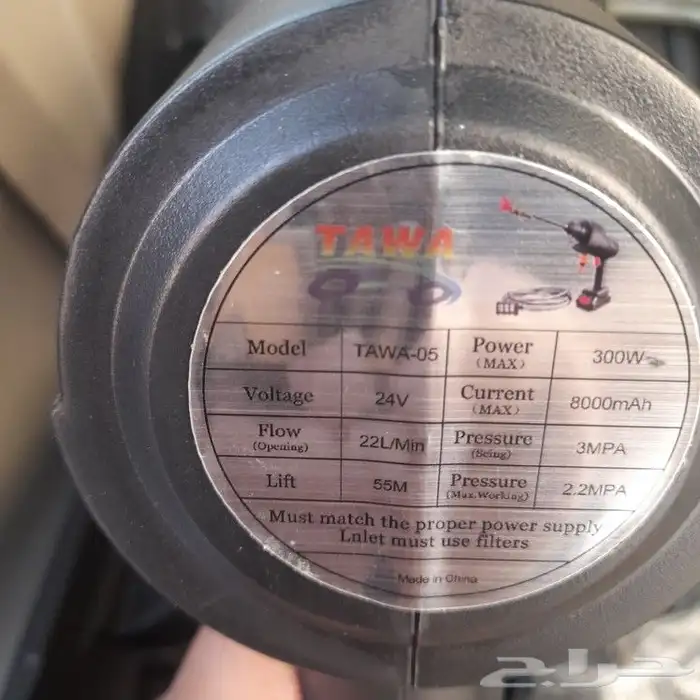 TAWA
Model TAWA-05 Power (MAX) 300W
Voltage 24V Current (MAX) 8000mAh
Flow (Opening) 22L/Min Pressure (Seing) 3MPA
Lift 55M Pressure (Max.Working) 2.2MPA
Must match the proper power supply
Lnlet must use filters
Made in China
حراج